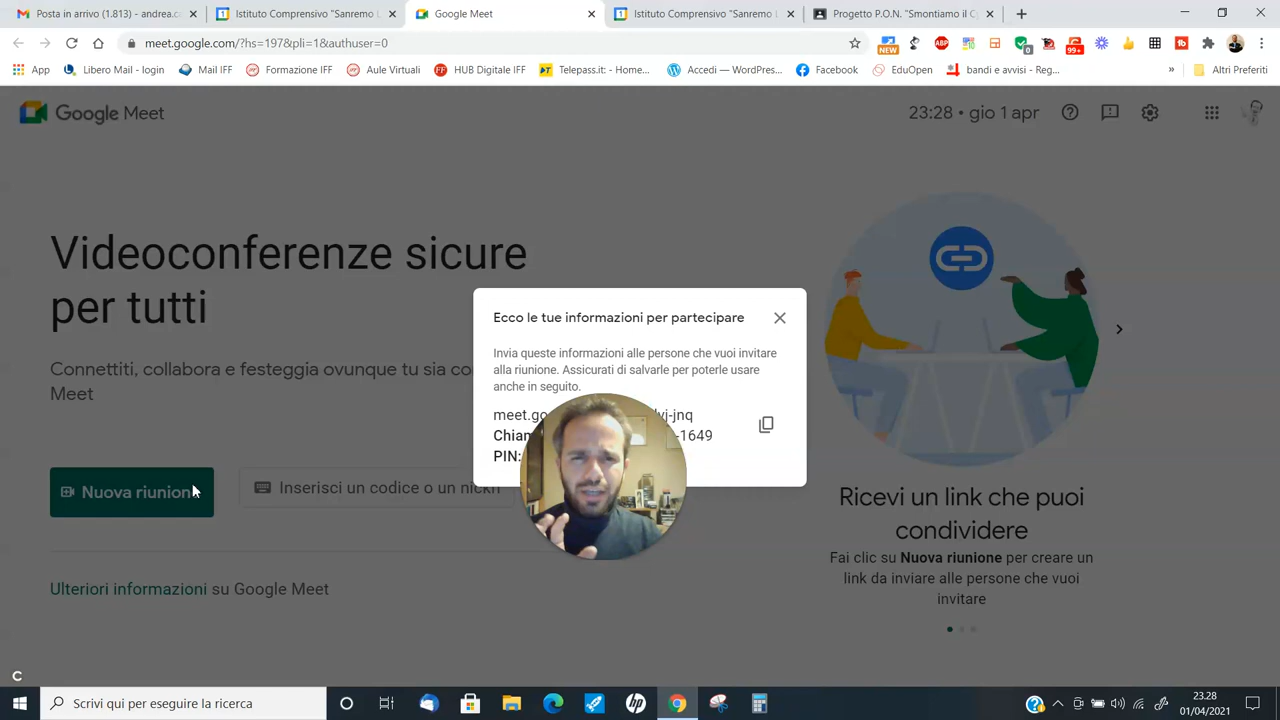 Posta in arrivo (1.813) - andrea.c
Istituto Comprensivo "Sanremo L
Google Meet
Istituto Comprensivo "Sanremo L
Progetto P.O.N. "Smontiamo il C
meet.google.com/?hs=197&pli=1&authuser=0
NEW
ABP
0
99+
App
Libero Mail - login
Mail IFF
Formazione IFF
Aule Virtuali
HUB Digitale IFF
Telepass.it: - Home...
Accedi — WordPres...
Facebook
EduOpen
bandi e avvisi - Reg...
»
Altri Preferiti
Google Meet
23:28 • gio 1 apr
Videoconferenze sicure
per tutti
Connettiti, collabora e festeggia ovunque tu sia co
Meet
Nuova riunion
Inserisci un codice o un nickn
Ulteriori informazioni su Google Meet
Ecco le tue informazioni per partecipare
Invia queste informazioni alle persone che vuoi invitare
alla riunione. Assicurati di salvarle per poterle usare
anche in seguito.
meet.go vj-jnq
Chian -1649
PIN:
Ricevi un link che puoi
condividere
Fai clic su Nuova riunione per creare un
link da inviare alle persone che vuoi
invitare
C
Scrivi qui per eseguire la ricerca
23.28
01/04/2021